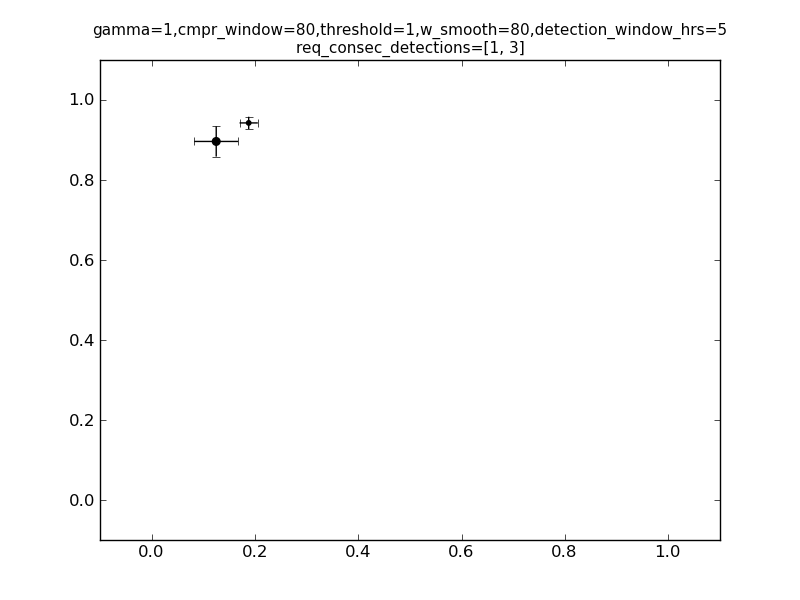 gamma=1,cmpr_window=80,threshold=1,w_smooth=80,detection_window_hrs=5
req_consec_detections=[1, 3]
1.0
0.8
0.6
0.4
0.2
0.0
0.0 0.2 0.4 0.6 0.8 1.0